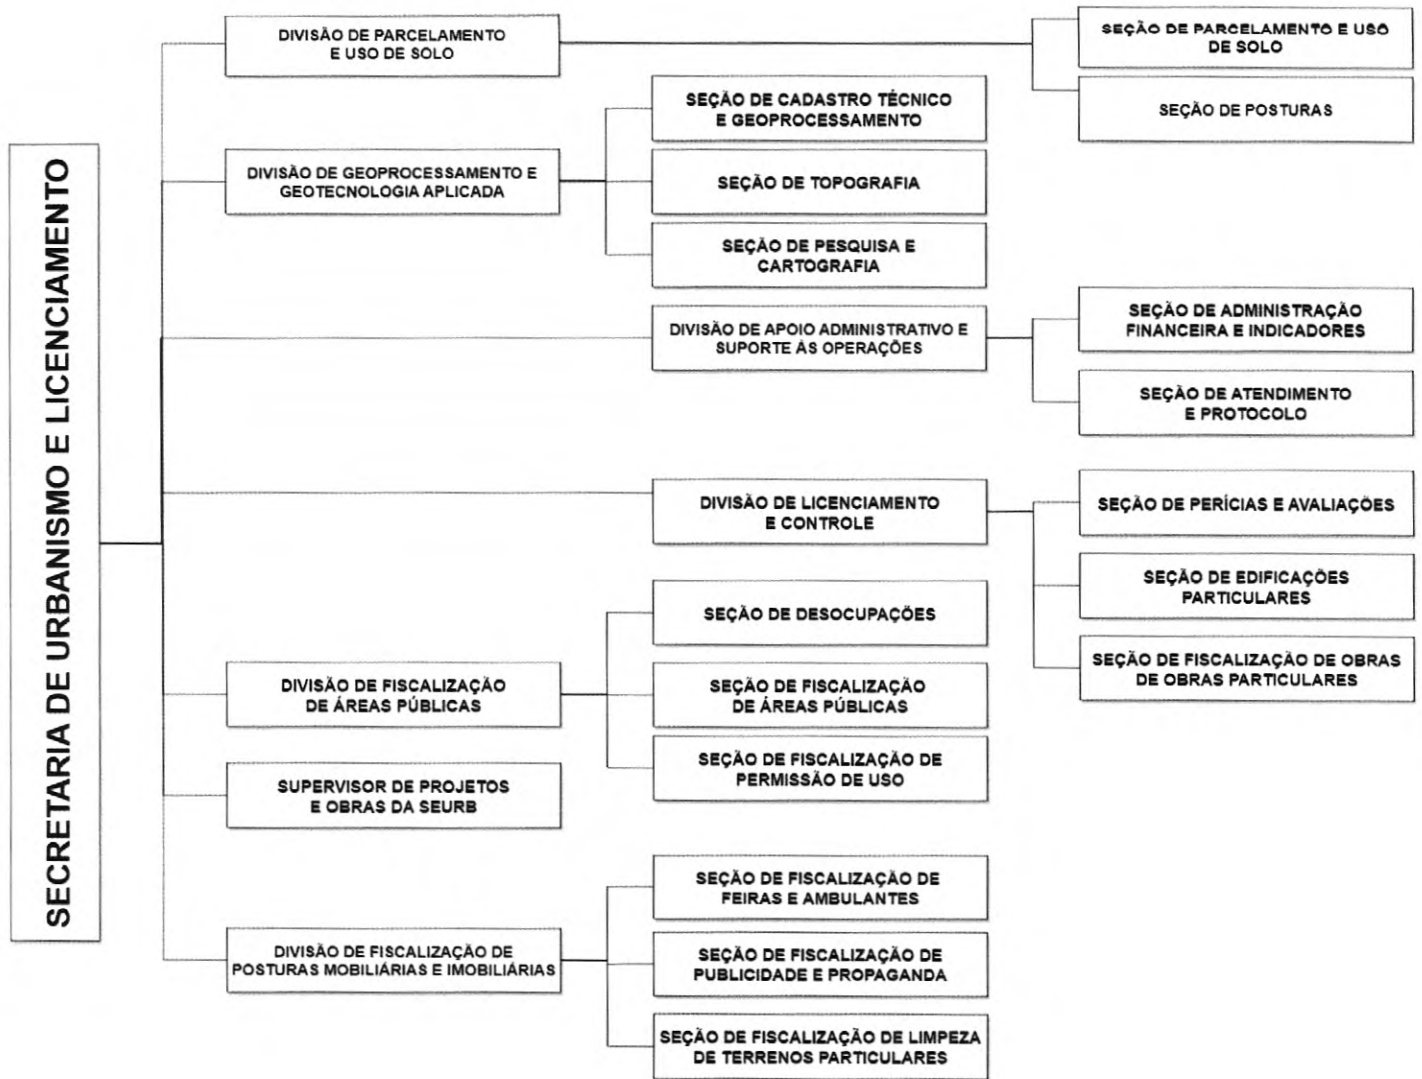 SECRETARIA DE URBANISMO E LICENCIAMENTO
DIVISÃO DE PARCELAMENTO
E USO DE SOLO
SEÇÃO DE PARCELAMENTO E USO
DE SOLO
SEÇÃO DE POSTURAS
DIVISÃO DE GEOPROCESSAMENTO E
GEOTECNOLOGIA APLICADA
SEÇÃO DE CADASTRO TÉCNICO
E GEOPROCESSAMENTO
SEÇÃO DE TOPOGRAFIA
SEÇÃO DE PESQUISA E
CARTOGRAFIA
DIVISÃO DE APOIO ADMINISTRATIVO E
SUPORTE ÀS OPERAÇÕES
SEÇÃO DE ADMINISTRAÇÃO
FINANCEIRA E INDICADORES
SEÇÃO DE ATENDIMENTO
E PROTOCOLO
DIVISÃO DE LICENCIAMENTO
E CONTROLE
SEÇÃO DE PERÍCIAS E AVALIAÇÕES
SEÇÃO DE EDIFICAÇÕES
PARTICULARES
SEÇÃO DE FISCALIZAÇÃO DE OBRAS
DE OBRAS PARTICULARES
DIVISÃO DE FISCALIZAÇÃO
DE ÁREAS PÚBLICAS
SEÇÃO DE DESOCUPAÇÕES
SEÇÃO DE FISCALIZAÇÃO
DE ÁREAS PÚBLICAS
SEÇÃO DE FISCALIZAÇÃO DE
PERMISSÃO DE USO
SUPERVISOR DE PROJETOS
E OBRAS DA SEURB
DIVISÃO DE FISCALIZAÇÃO DE
POSTURAS MOBILIÁRIAS E IMOBILIÁRIAS
SEÇÃO DE FISCALIZAÇÃO DE
FEIRAS E AMBULANTES
SEÇÃO DE FISCALIZAÇÃO DE
PUBLICIDADE E PROPAGANDA
SEÇÃO DE FISCALIZAÇÃO DE LIMPEZA
DE TERRENOS PARTICULARES